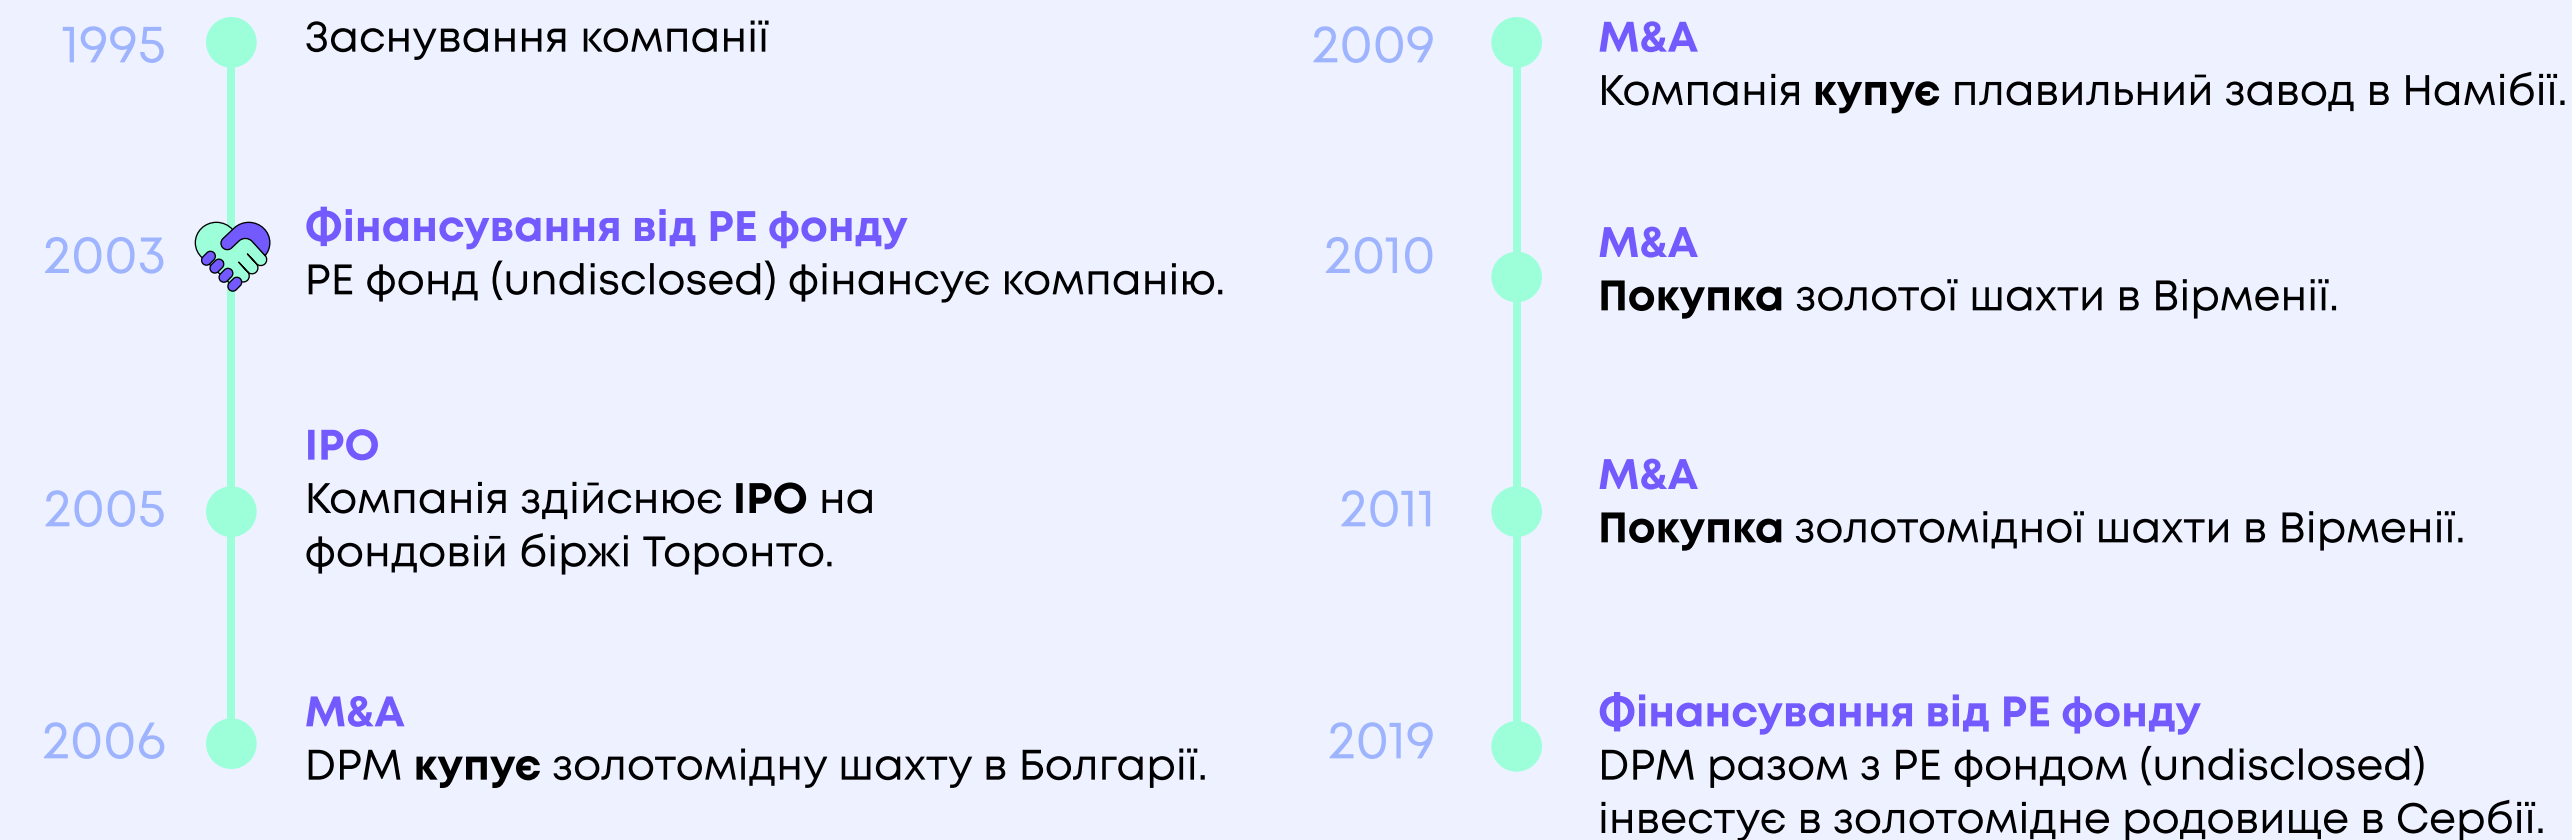 1995
Заснування компанії
2003
Фінансування від PE фонду
PE фонд (undisclosed) фінансує компанію.
2005
IPO
Компанія здійснює IPO на
фондовій біржі Торонто.
2006
M&A
DPM купує золотомідну шахту в Болгарії.
2009
M&A
Компанія купує плавильний завод в Намібії.
2010
M&A
Покупка золотої шахти в Вірменії.
2011
M&A
Покупка золотомідної шахти в Вірменії.
2019
Фінансування від PE фонду
DPM разом з PE фондом (undisclosed)
інвестує в золотомідне родовище в Сербії.